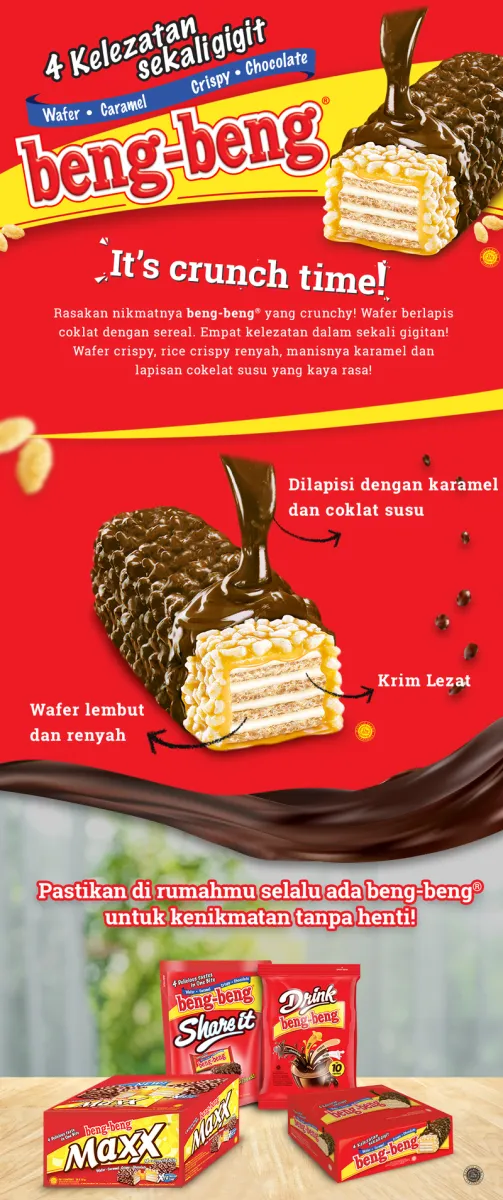 4 Kelezatan
sekali gigit
Wafer • Caramel Crispy • Chocolate
beng-beng®
It's crunch time!
Rasakan nikmatnya beng-beng® yang crunchy! Wafer berlapis
coklat dengan sereal. Empat kelezatan dalam sekali gigitan!
Wafer crispy, rice crispy renyah, manisnya karamel dan
lapisan cokelat susu yang kaya rasa!
Dilapisi dengan karamel
dan coklat susu
Krim Lezat
Wafer lembut
dan renyah
Pastikan di rumahmu selalu ada beng-beng®
untuk kenikmatan tanpa henti!
beng-beng
Share it
Drink
beng-beng
10
beng-beng
MAXX
beng-beng